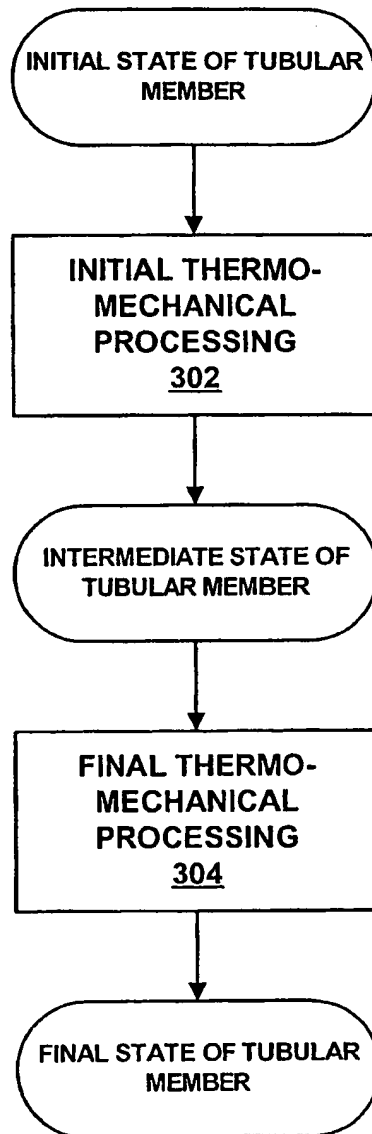 INITIAL STATE OF TUBULAR
MEMBER
INITIAL THERMO-
MECHANICAL
PROCESSING
302
INTERMEDIATE STATE OF
TUBULAR MEMBER
FINAL THERMO-
MECHANICAL
PROCESSING
304
FINAL STATE OF TUBULAR
MEMBER